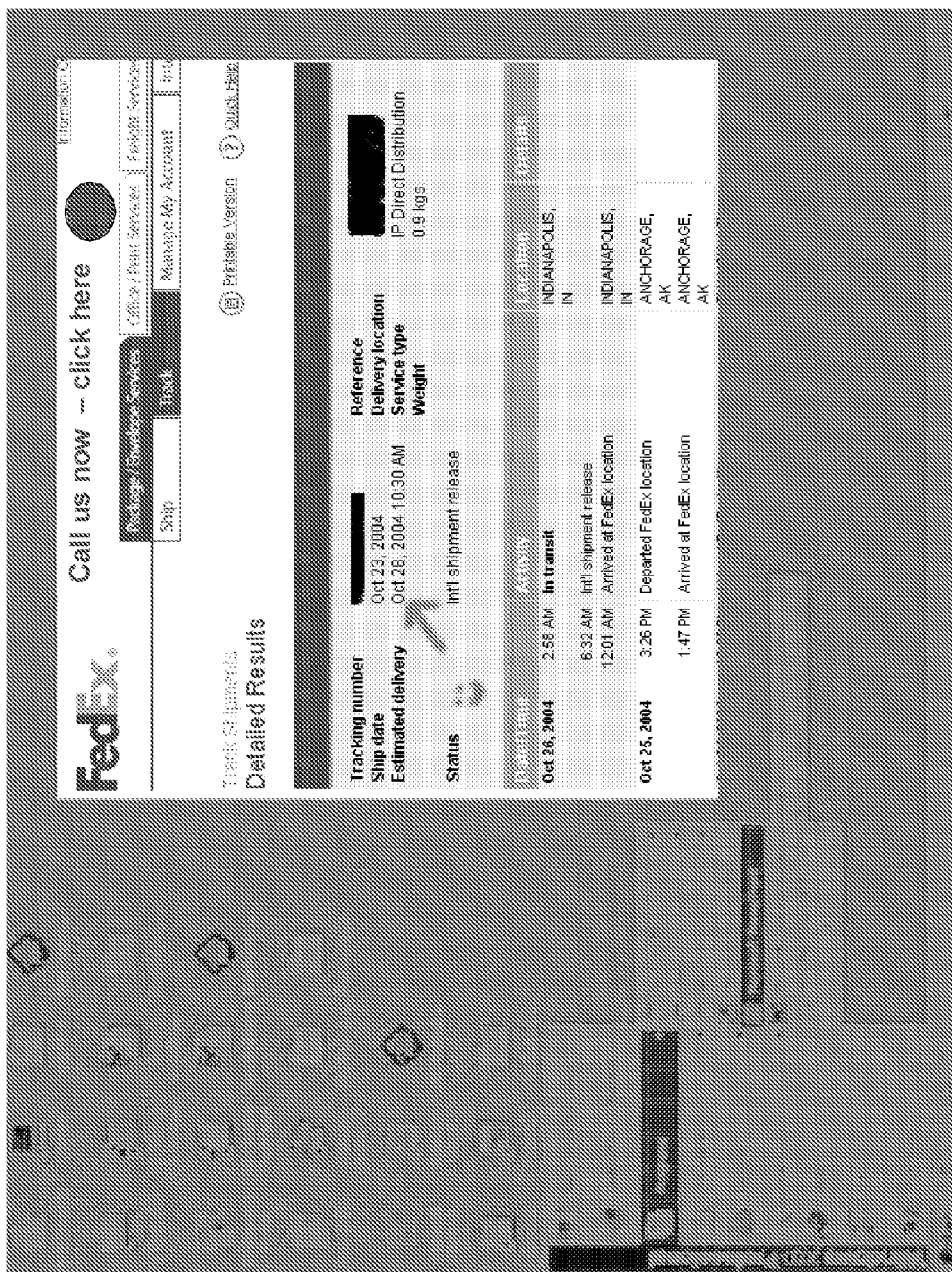 Information C
FedEx.
Call us now -- click here
Package / Envelope Services
Office / Print Services
Freight Services
Ship
Track
Manage My Account
Track Shipments
Detailed Results
Printable Version
Quick Help
Tracking number
Reference
Ship date Oct 23, 2004
Delivery location
Estimated delivery Oct 28, 2004 10:30 AM
Service type IP Direct Distribution
Weight 0.9 kgs
Status Int'l shipment release
Date/Time Activity Location Details
Oct 26, 2004 2:58 AM In transit INDIANAPOLIS,
IN
6:32 AM Int'l shipment release
12:01 AM Arrived at FedEx location INDIANAPOLIS,
IN
Oct 25, 2004 3:26 PM Departed FedEx location ANCHORAGE,
AK
1:47 PM Arrived at FedEx location ANCHORAGE,
AK